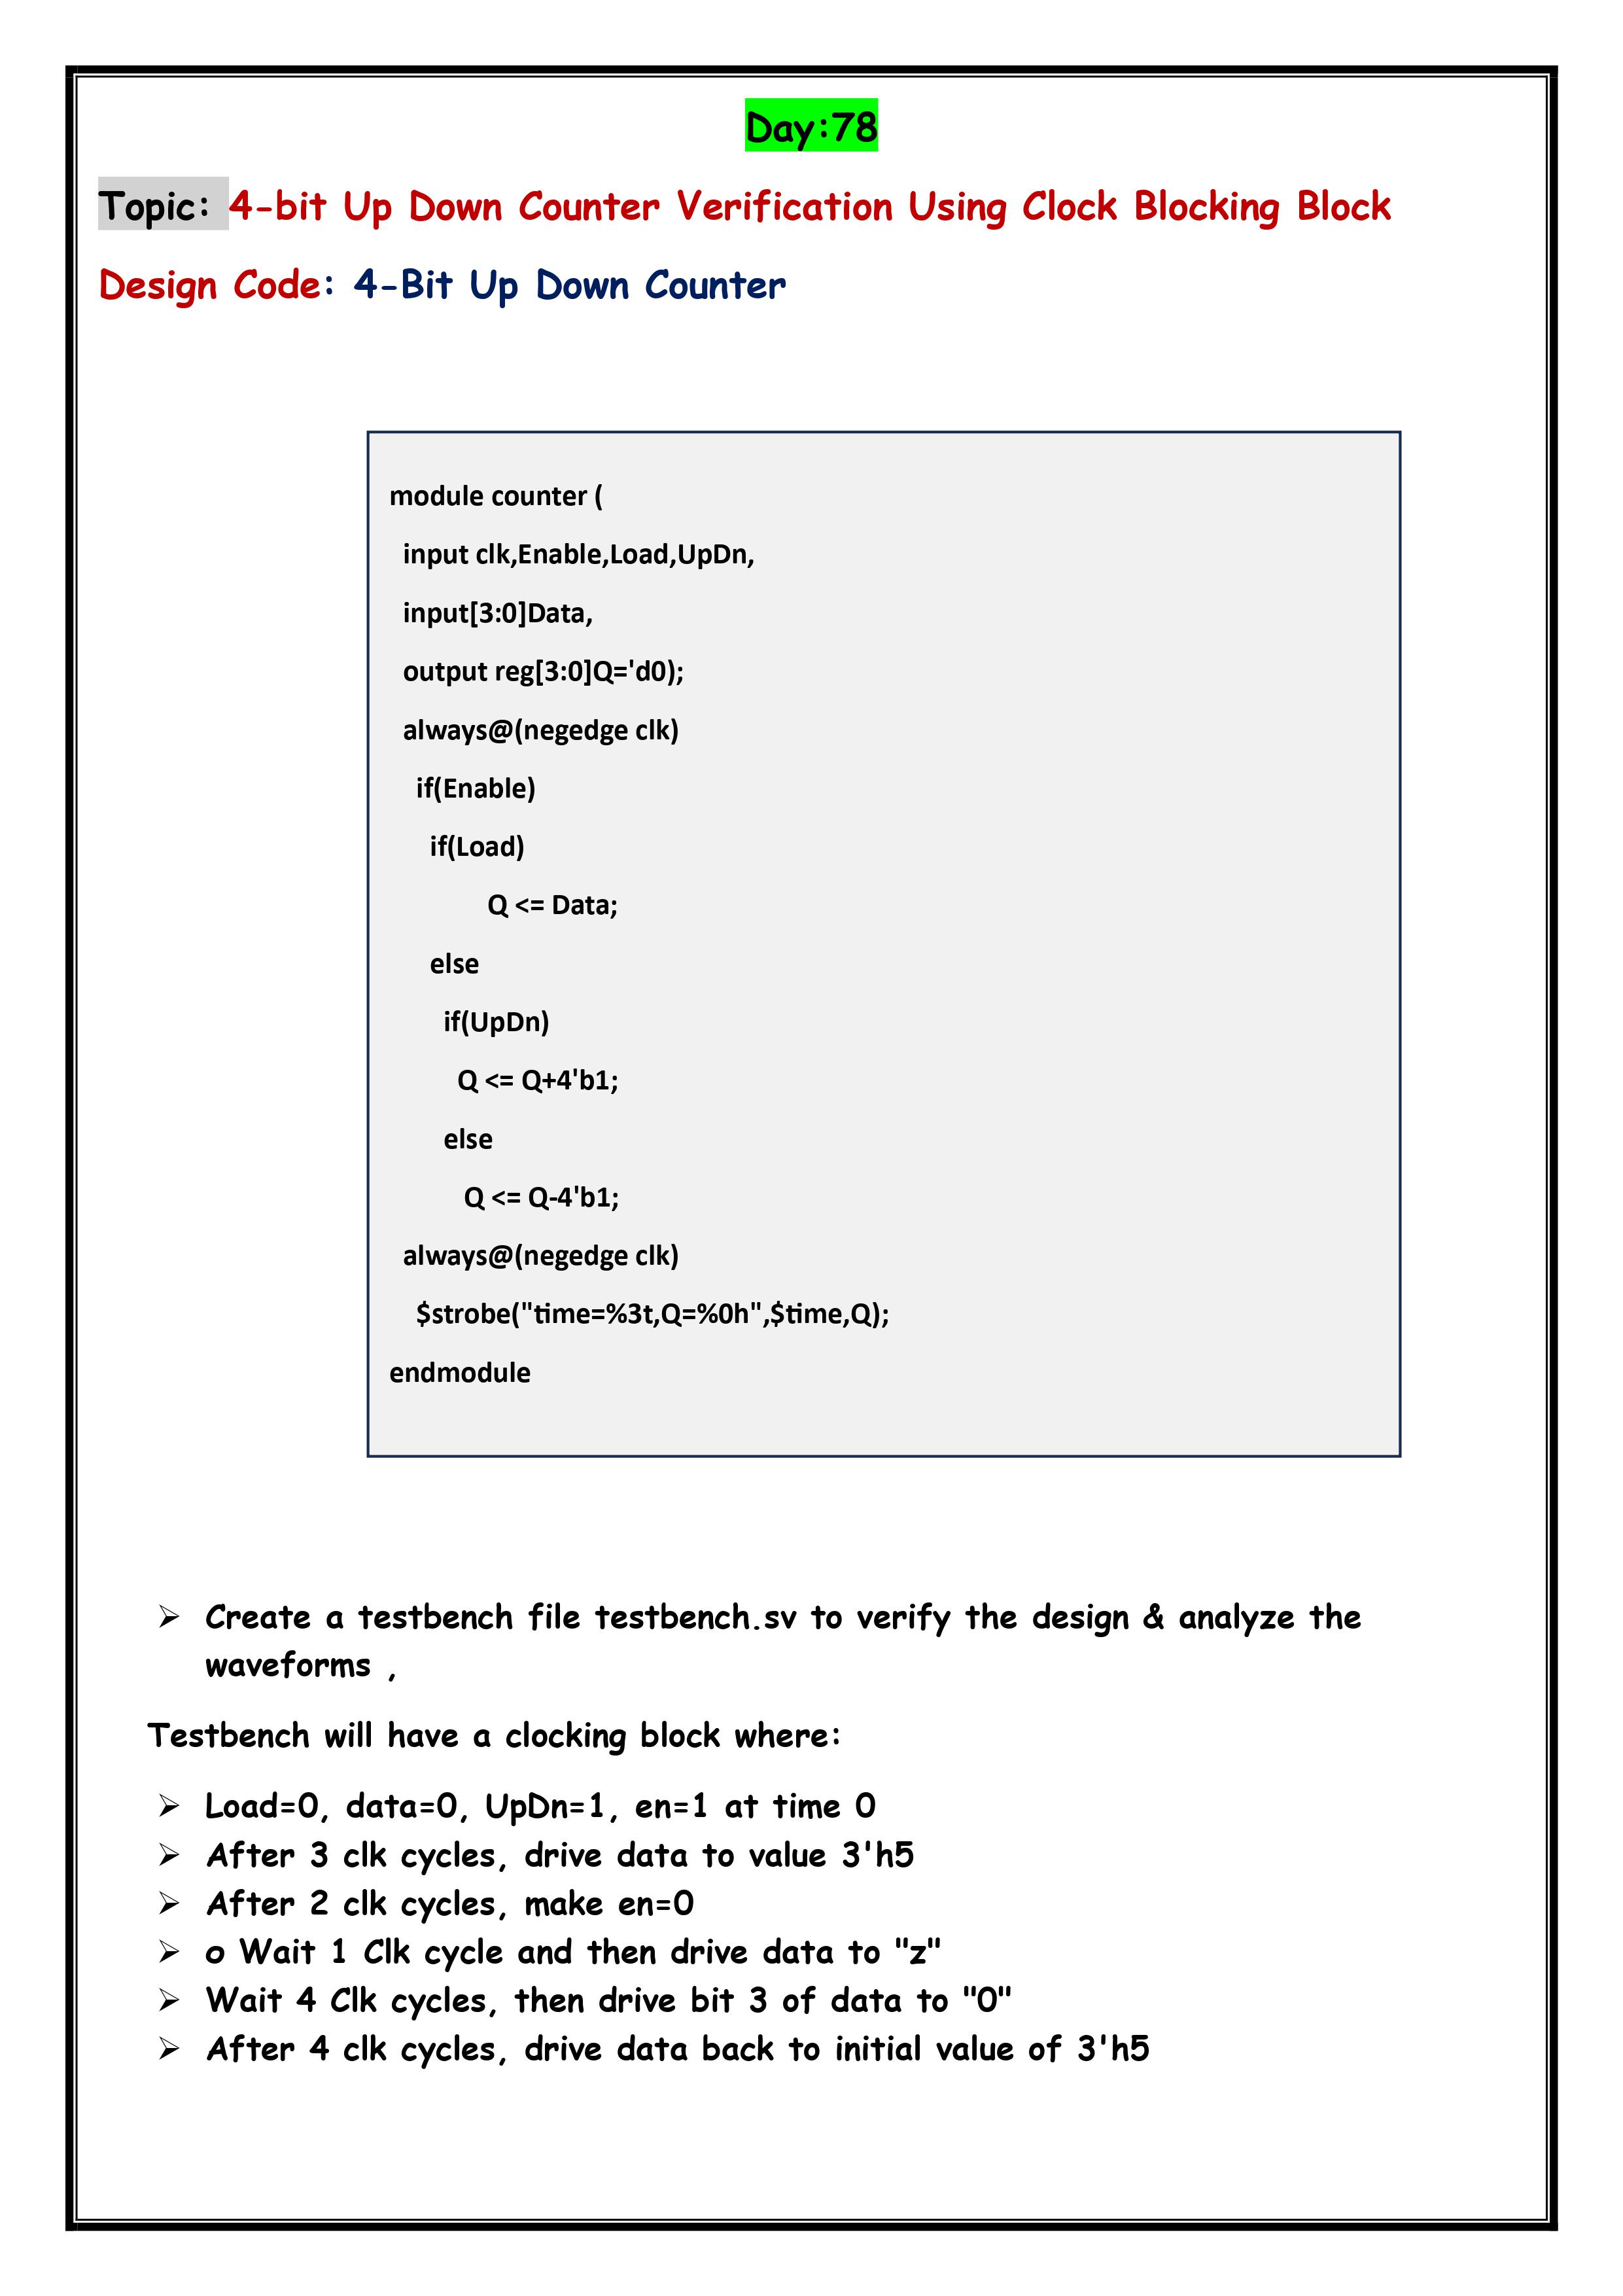 Day:78
Topic: 4-bit Up Down Counter Verification Using Clock Blocking Block
Design Code: 4-Bit Up Down Counter
module counter (
input clk,Enable,Load,UpDn,
input[3:0]Data,
output reg[3:0]Q='d0);
always@(negedge clk)
if(Enable)
if(Load)
Q <= Data;
else
if(UpDn)
Q <= Q+4'b1;
else
Q <= Q-4'b1;
always@(negedge clk)
$strobe("time=%3t,Q=%0h",$time,Q);
endmodule
➢ Create a testbench file testbench.sv to verify the design & analyze the
waveforms ,
Testbench will have a clocking block where:
➢ Load=0, data=0, UpDn=1, en=1 at time 0
➢ After 3 clk cycles, drive data to value 3'h5
➢ After 2 clk cycles, make en=0
➢ o Wait 1 Clk cycle and then drive data to "z"
➢ Wait 4 Clk cycles, then drive bit 3 of data to "0"
➢ After 4 clk cycles, drive data back to initial value of 3'h5